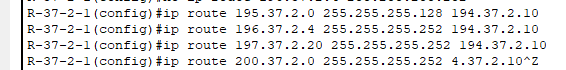 R-37-2-1(config)#ip route 195.37.2.0 255.255.255.128 194.37.2.10
R-37-2-1(config)#ip route 196.37.2.4 255.255.255.252 194.37.2.10
R-37-2-1(config)#ip route 197.37.2.20 255.255.255.252 194.37.2.10
R-37-2-1(config)#ip route 200.37.2.0 255.255.255.252 4.37.2.10^Z